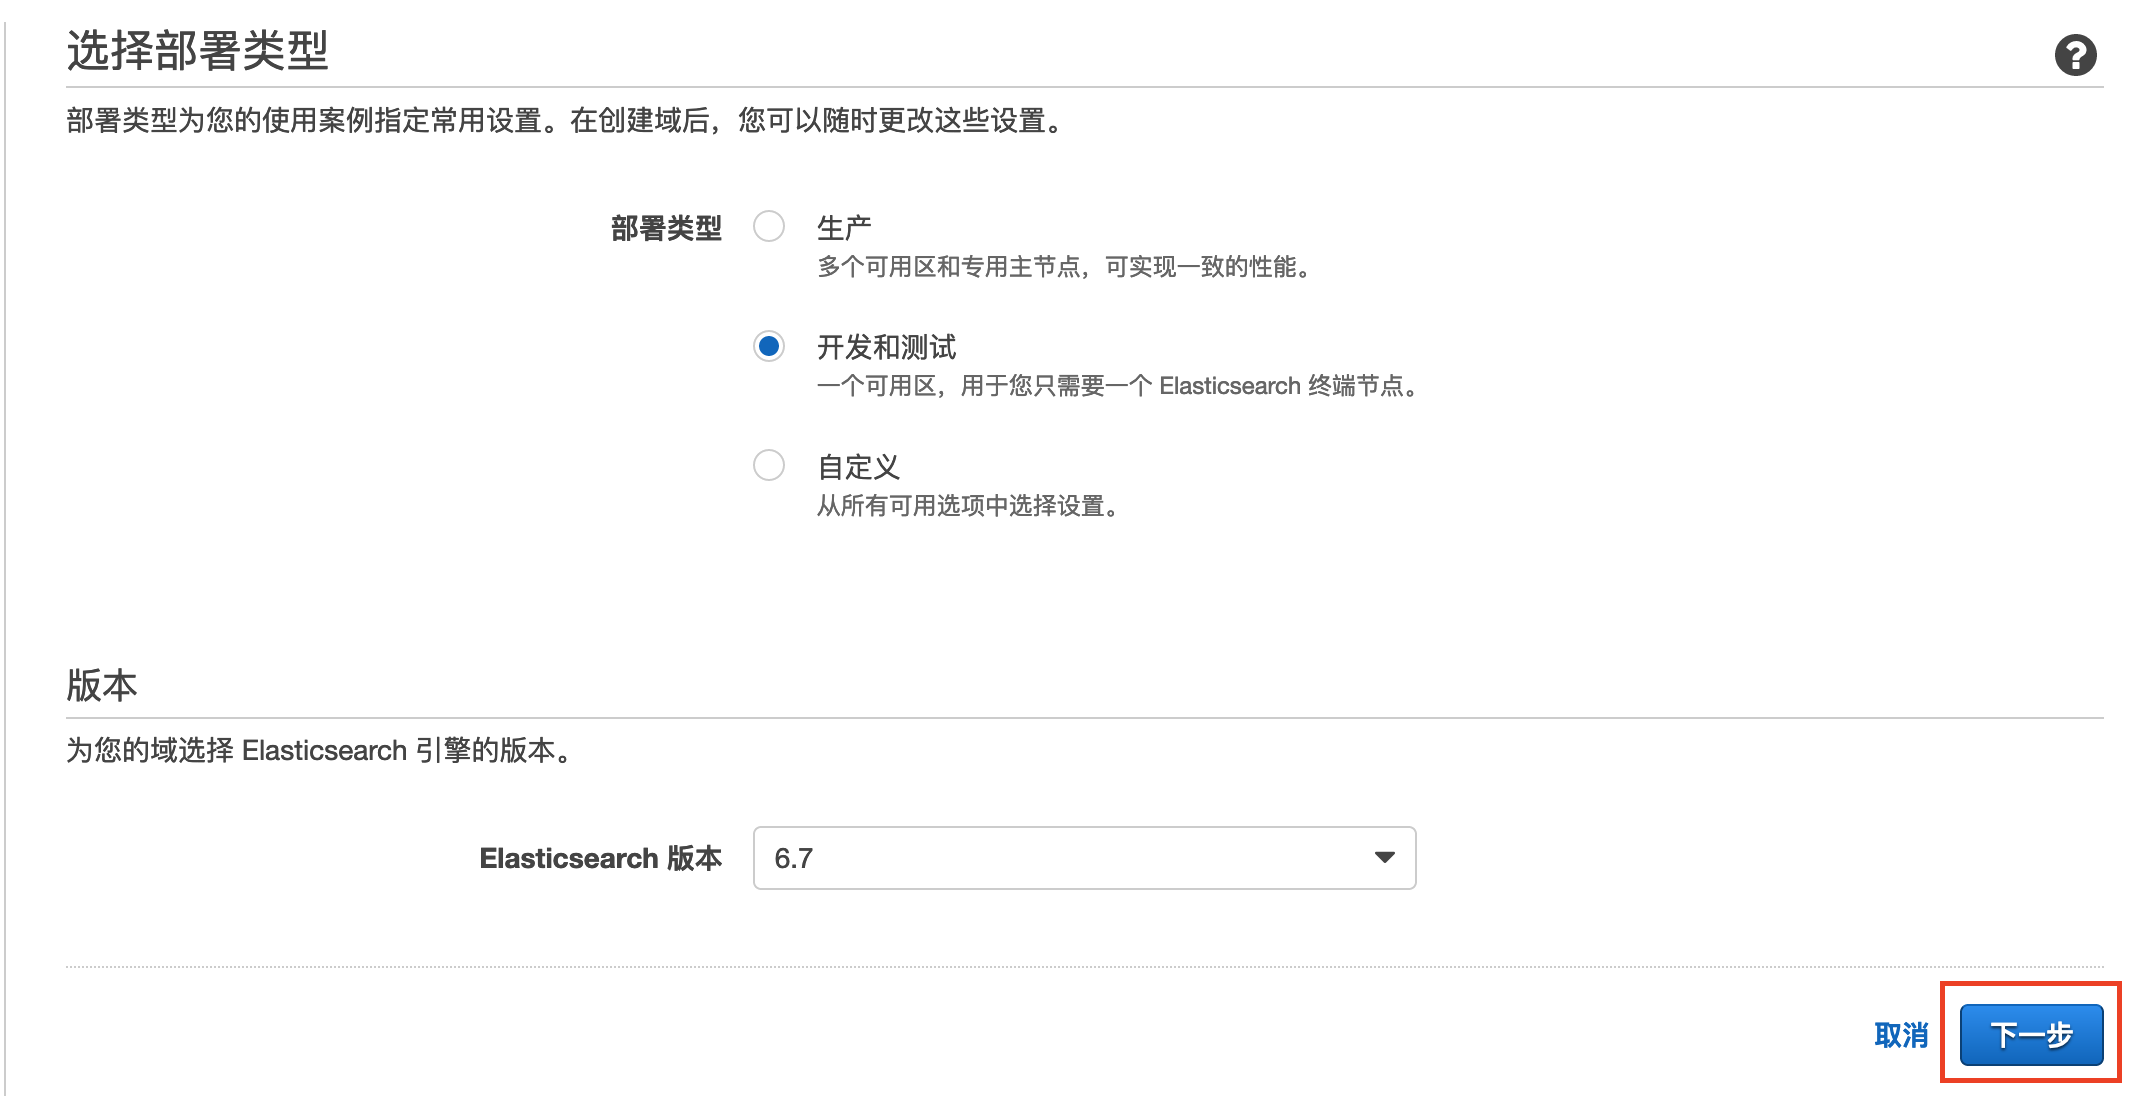 选择部署类型
部署类型为您的使用案例指定常用设置。在创建域后，您可以随时更改这些设置。
部署类型
生产
多个可用区和专用主节点，可实现一致的性能。
开发和测试
一个可用区，用于您只需要一个 Elasticsearch 终端节点。
自定义
从所有可用选项中选择设置。
版本
为您的域选择 Elasticsearch 引擎的版本。
Elasticsearch 版本
6.7
取消
下一步